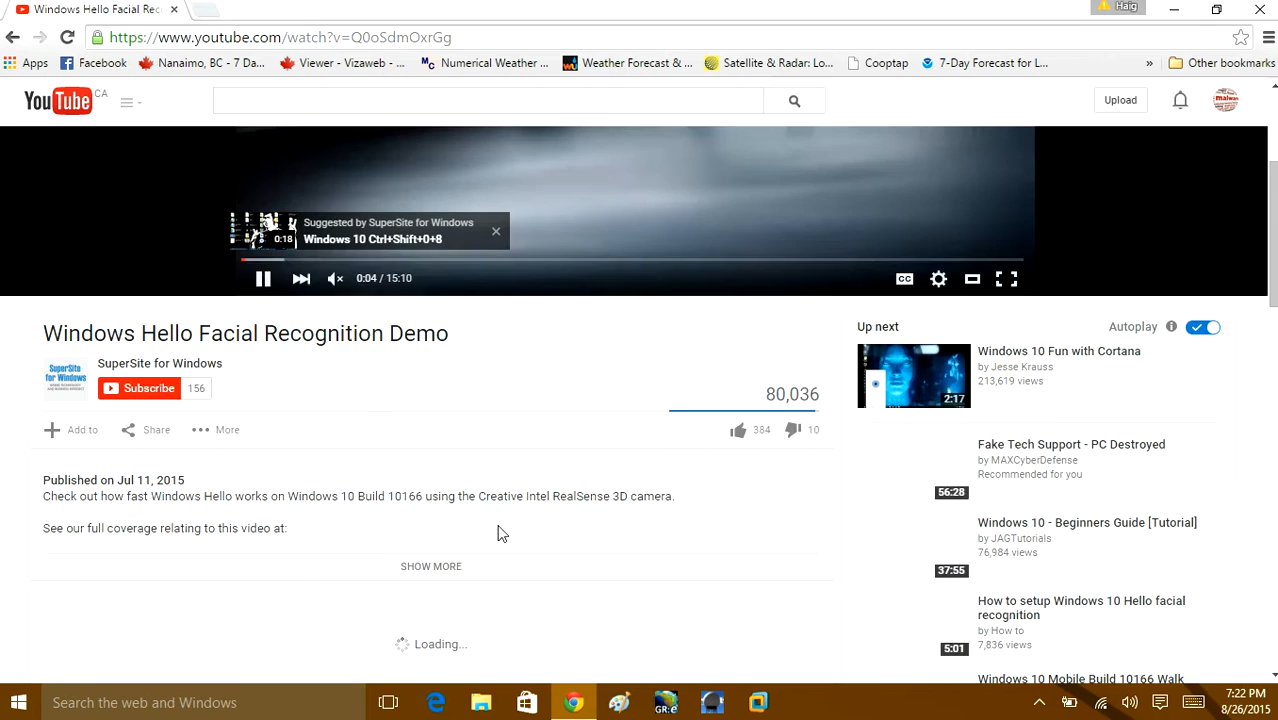 Windows Hello Facial Rec
Haig
https://www.youtube.com/watch?v=Q0oSdmOxrGg
Apps
Facebook
Nanaimo, BC - 7 Da...
Viewer - Vizaweb - ...
Numerical Weather ...
Weather Forecast & ...
Satellite & Radar: Lo...
Cooptap
7-Day Forecast for L...
»
Other bookmarks
YouTube CA
Upload
Suggested by SuperSite for Windows
0:18
Windows 10 Ctrl+Shift+0+8
0:04 / 15:10
CC
Windows Hello Facial Recognition Demo
SuperSite for Windows
SuperSite for Windows
Subscribe 156
80,036
Add to
Share
More
384
10
Published on Jul 11, 2015
Check out how fast Windows Hello works on Windows 10 Build 10166 using the Creative Intel RealSense 3D camera.
See our full coverage relating to this video at:
SHOW MORE
Loading...
Up next
Autoplay
Windows 10 Fun with Cortana
by Jesse Krauss
213,619 views
2:17
Fake Tech Support - PC Destroyed
by MAXCyberDefense
Recommended for you
56:28
Windows 10 - Beginners Guide [Tutorial]
by JAGTutorials
76,984 views
37:55
How to setup Windows 10 Hello facial
recognition
by How to
7,836 views
5:01
Windows 10 Mobile Build 10166 Walk
Search the web and Windows
GR:e
7:22 PM
8/26/2015